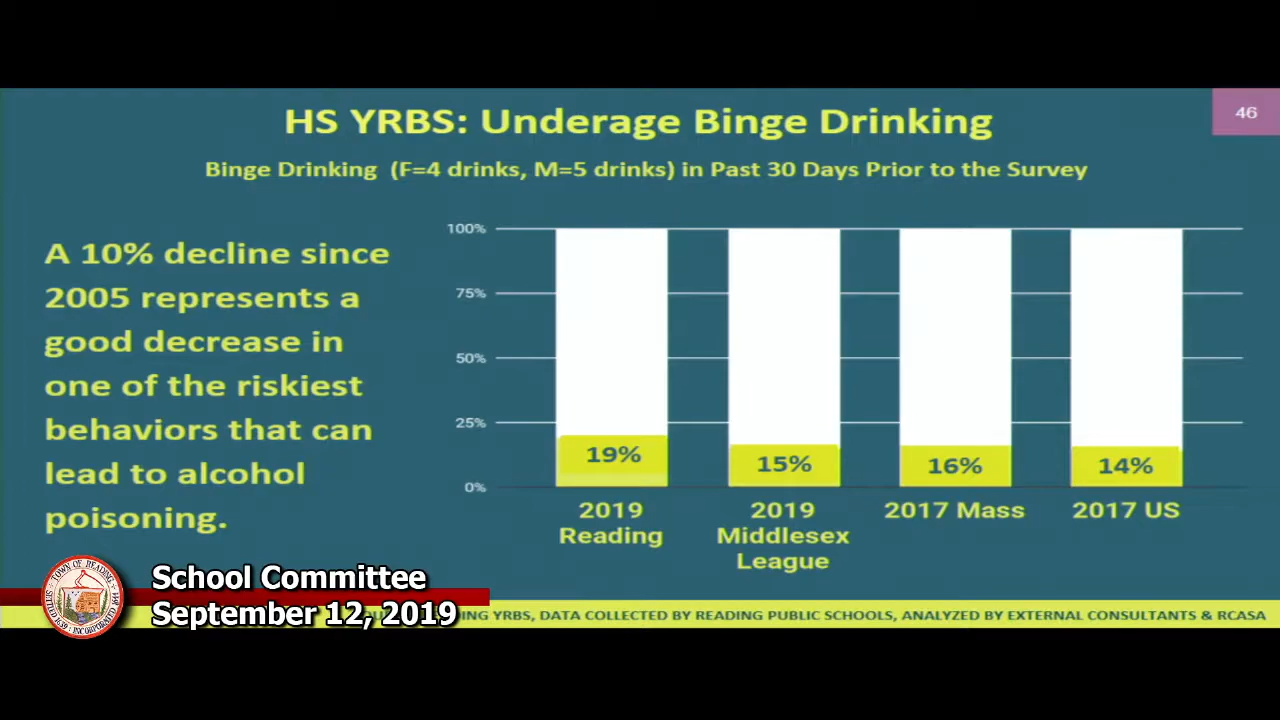 HS YRBS: Underage Binge Drinking
46
Binge Drinking (F=4 drinks, M=5 drinks) in Past 30 Days Prior to the Survey
A 10% decline since
2005 represents a
good decrease in
one of the riskiest
behaviors that can
lead to alcohol
poisoning.
100%
75%
50%
25%
0%
19%
15%
16%
14%
2019
Reading
2019
Middlesex
League
2017 Mass
2017 US
TOWN OF READING
School Committee
September 12, 2019
YRBS, DATA COLLECTED BY READING PUBLIC SCHOOLS, ANALYZED BY EXTERNAL CONSULTANTS & RCASA